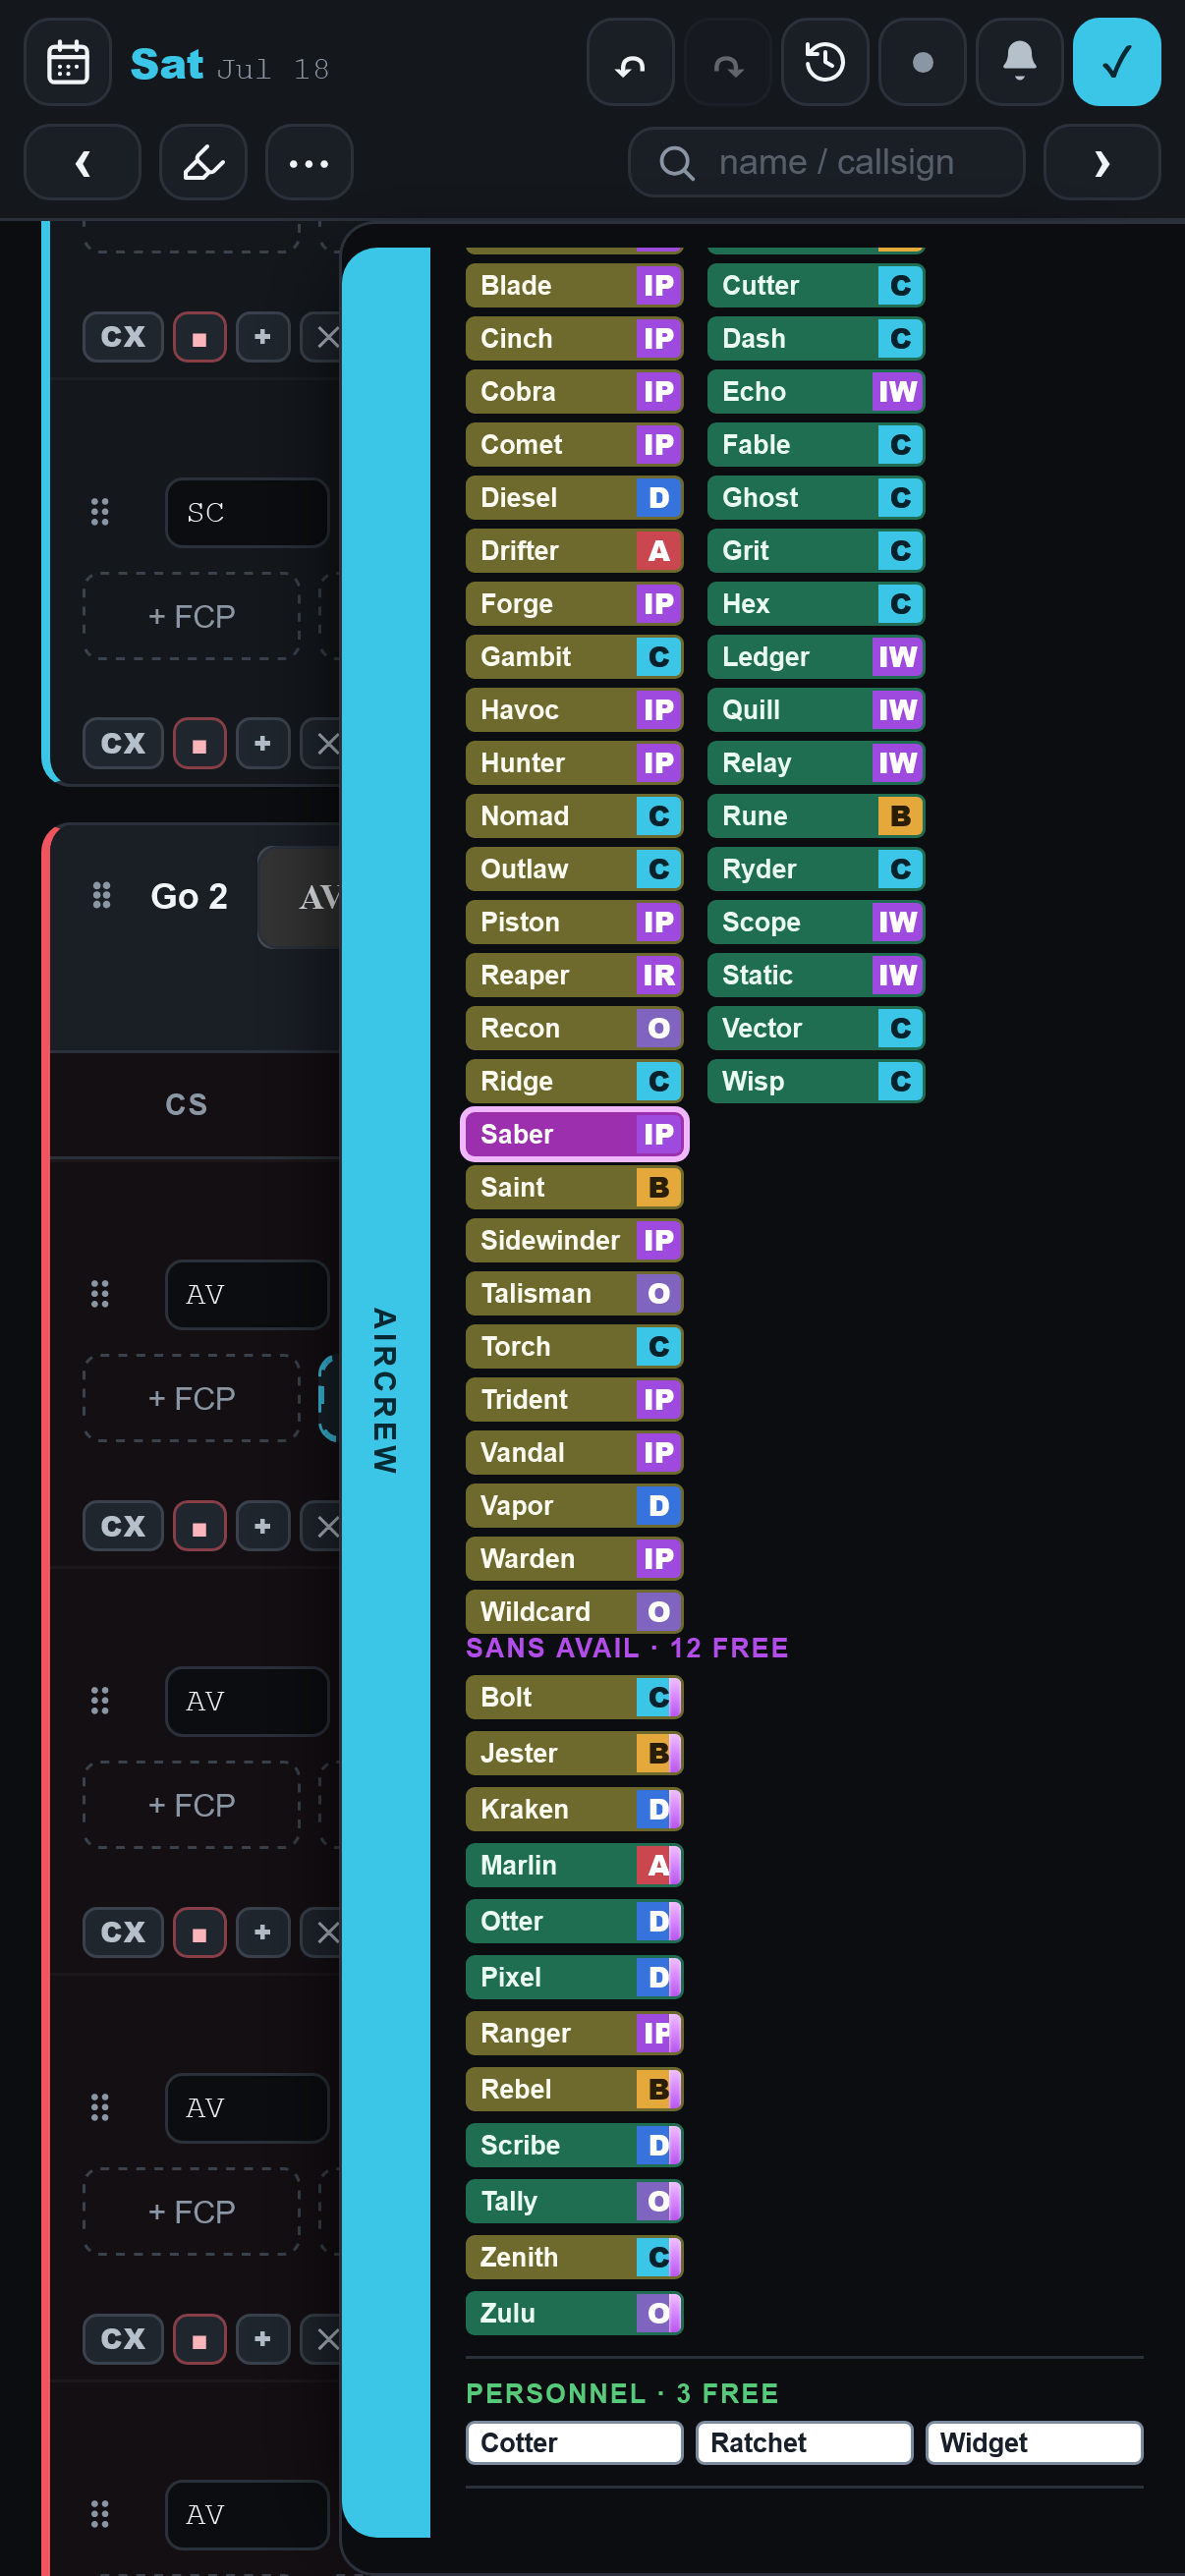 Sat Jul 18
name / callsign
CX
SC
+ FCP
CX
Go 2
CS
AV
+ FCP
CX
AV
+ FCP
CX
AV
+ FCP
CX
AV
AIRCREW
Blade IP
Cinch IP
Cobra IP
Comet IP
Diesel D
Drifter A
Forge IP
Gambit C
Havoc IP
Hunter IP
Nomad C
Outlaw C
Piston IP
Reaper IR
Recon O
Ridge C
Saber IP
Saint B
Sidewinder IP
Talisman O
Torch C
Trident IP
Vandal IP
Vapor D
Warden IP
Wildcard O
Cutter C
Dash C
Echo IW
Fable C
Ghost C
Grit C
Hex C
Ledger IW
Quill IW
Relay IW
Rune B
Ryder C
Scope IW
Static IW
Vector C
Wisp C
SANS AVAIL · 12 FREE
Bolt C
Jester B
Kraken D
Marlin A
Otter D
Pixel D
Ranger IP
Rebel B
Scribe D
Tally O
Zenith C
Zulu O
PERSONNEL · 3 FREE
Cotter Ratchet Widget